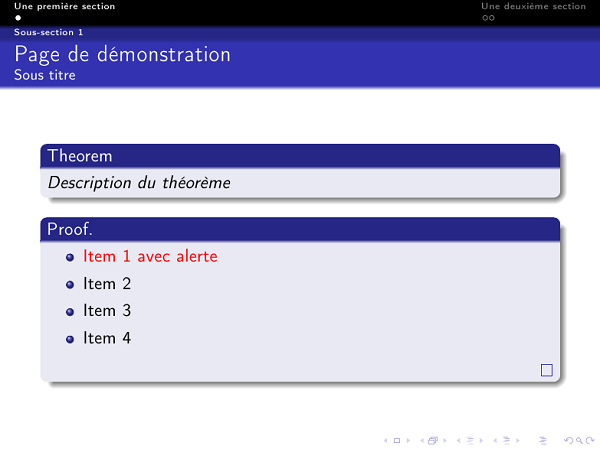 Une première section
Une deuxième section
Sous-section 1
Page de démonstration
Sous titre
Theorem
Description du théorème
Proof.
Item 1 avec alerte
Item 2
Item 3
Item 4